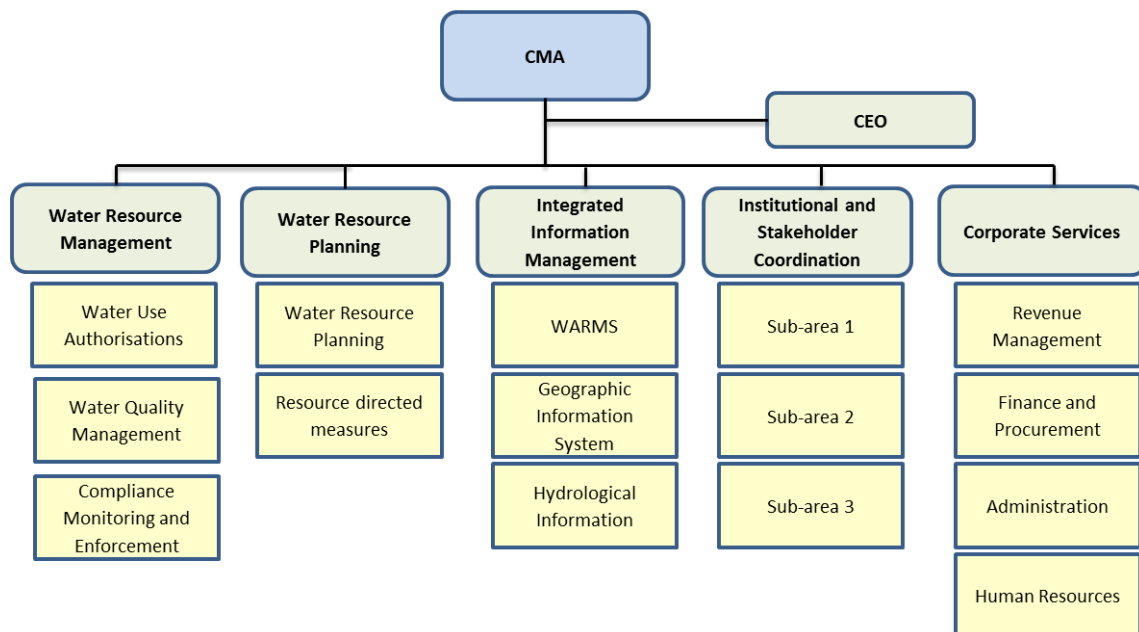 CMA
CEO
Water Resource
Management
Water Resource
Planning
Integrated
Information
Management
Institutional and
Stakeholder
Coordination
Corporate Services
Water Use
Authorisations
Water Quality
Management
Compliance
Monitoring and
Enforcement
Water Resource
Planning
Resource directed
measures
WARMS
Geographic
Information
System
Hydrological
Information
Sub-area 1
Sub-area 2
Sub-area 3
Revenue
Management
Finance and
Procurement
Administration
Human Resources